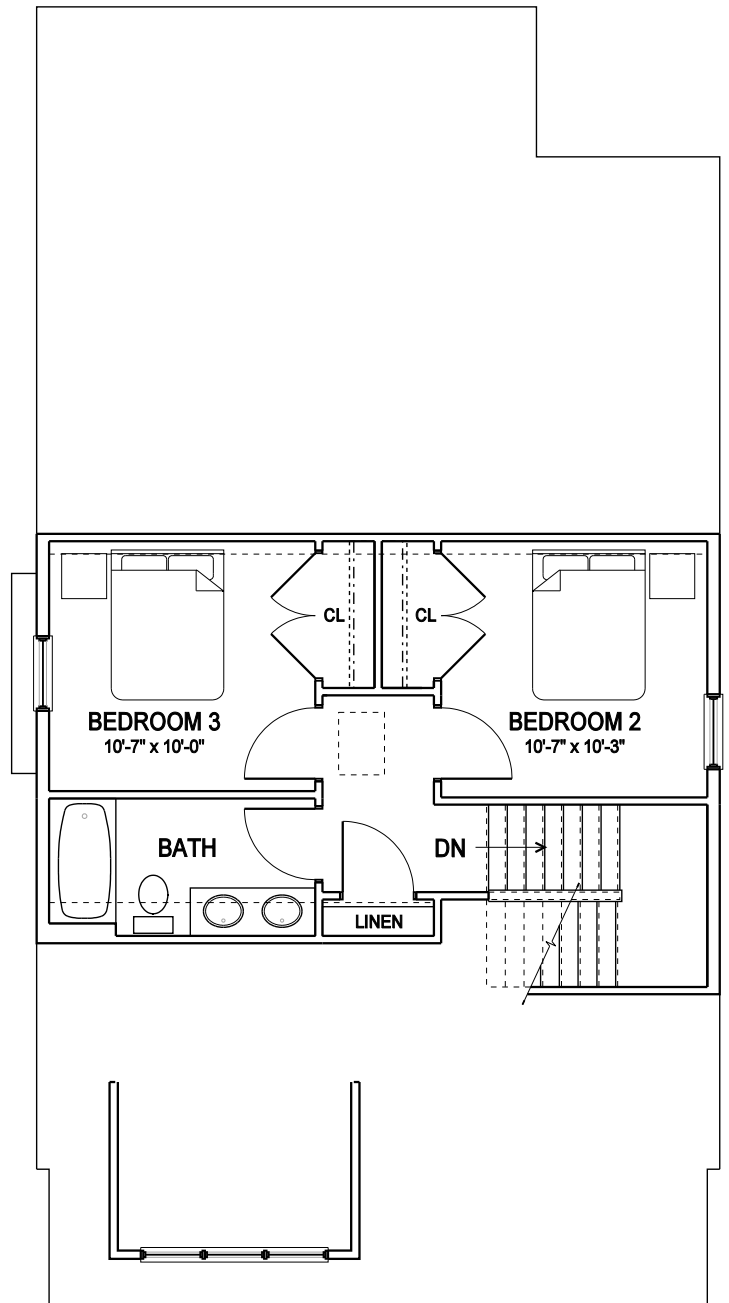 CL
CL
BEDROOM 3
10'-7" x 10'-0"
BEDROOM 2
10'-7" x 10'-3"
BATH
DN
LINEN